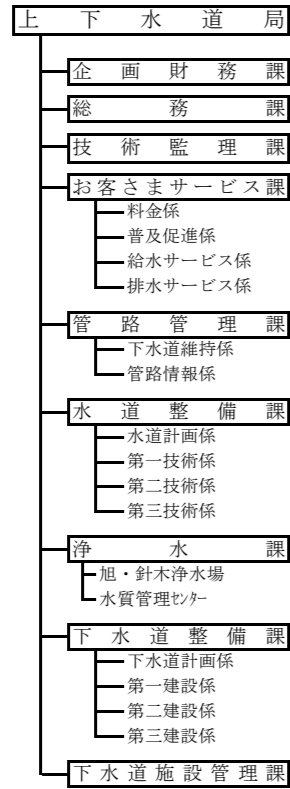 上下水道局
企画財務課
総務課
技術監理課
お客さまサービス課
料金係
普及促進係
給水サービス係
排水サービス係
管路管理課
下水道維持係
管路情報係
水道整備課
水道計画係
第一技術係
第二技術係
第三技術係
浄水課
旭・針木浄水場
水質管理ｾﾝﾀｰ
下水道整備課
下水道計画係
第一建設係
第二建設係
第三建設係
下水道施設管理課